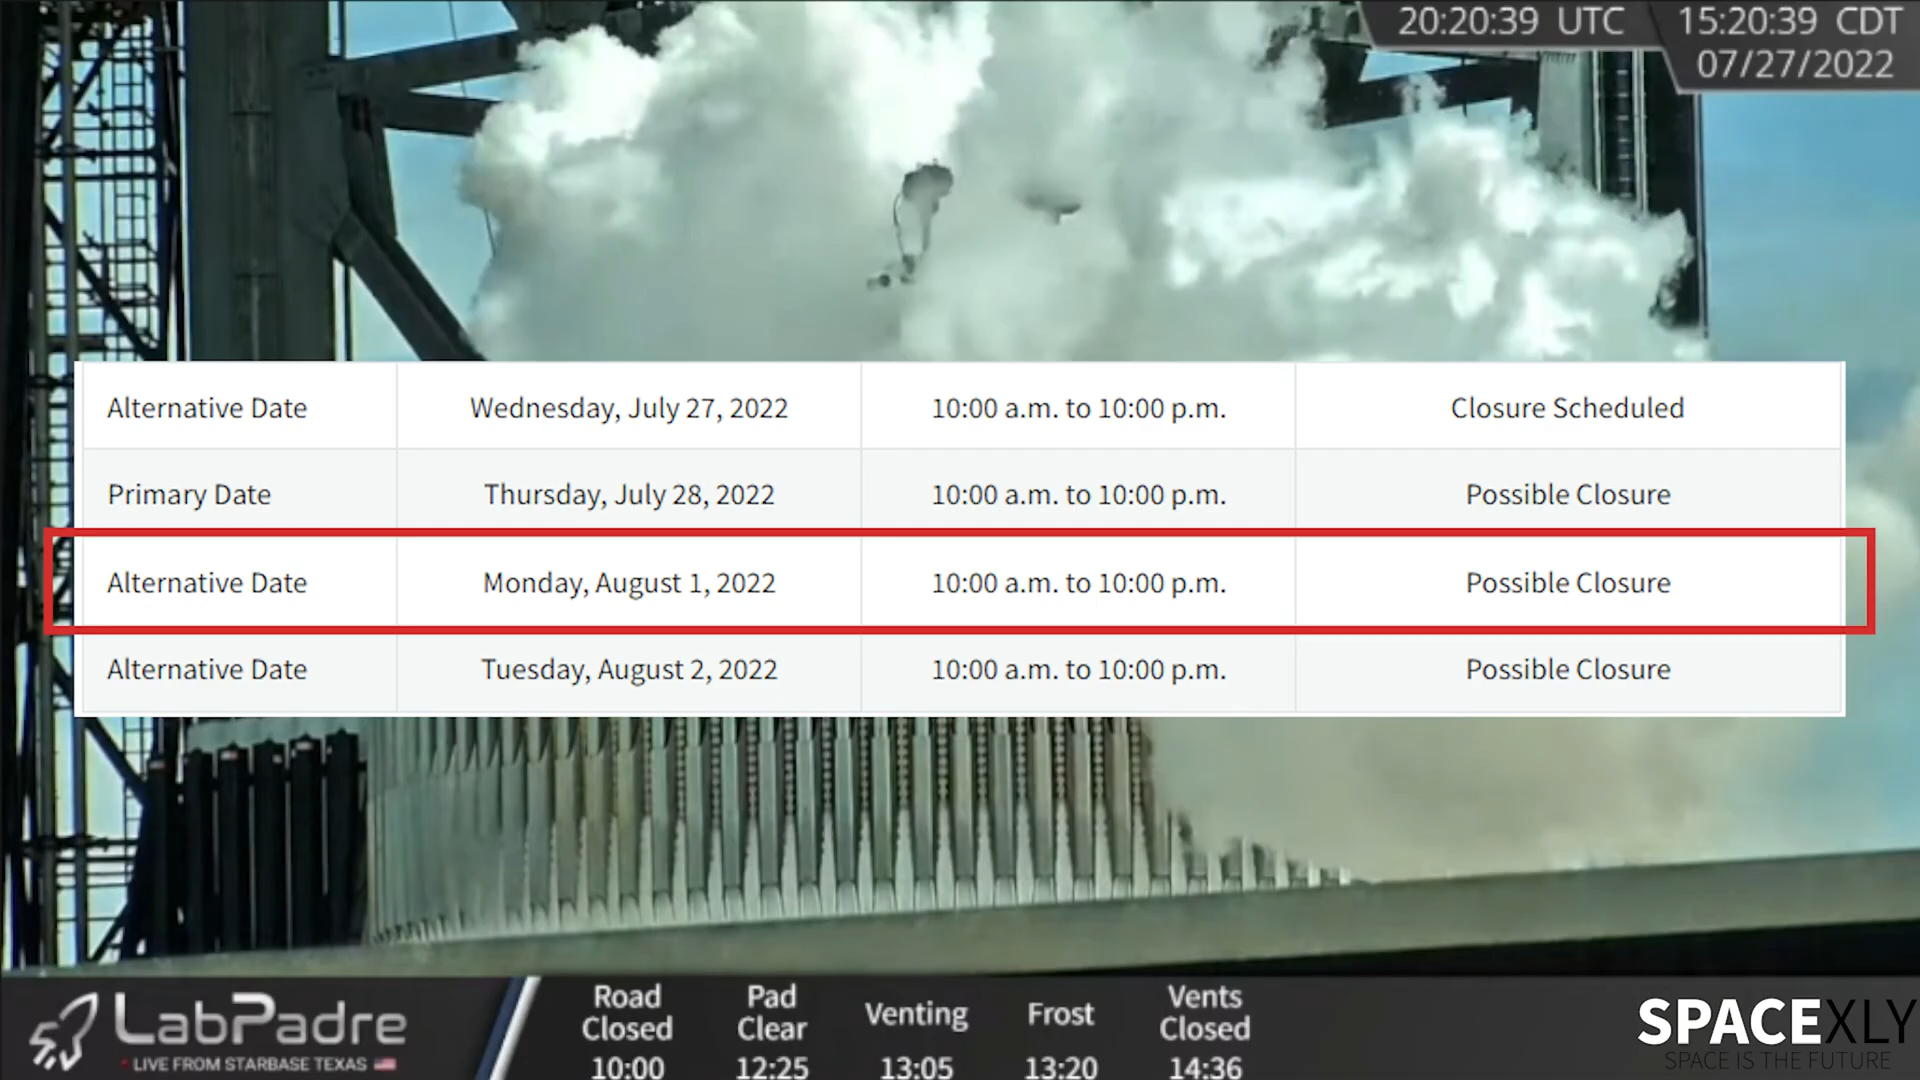 20:20:39 UTC 15:20:39 CDT
07/27/2022
Alternative Date Wednesday, July 27, 2022 10:00 a.m. to 10:00 p.m. Closure Scheduled
Primary Date Thursday, July 28, 2022 10:00 a.m. to 10:00 p.m. Possible Closure
Alternative Date Monday, August 1, 2022 10:00 a.m. to 10:00 p.m. Possible Closure
Alternative Date Tuesday, August 2, 2022 10:00 a.m. to 10:00 p.m. Possible Closure
LabPadre
LIVE FROM STARBASE TEXAS
Road Closed 10:00
Pad Clear 12:25
Venting 13:05
Frost 13:20
Vents Closed 14:36
SPACEXLY
SPACE IS THE FUTURE